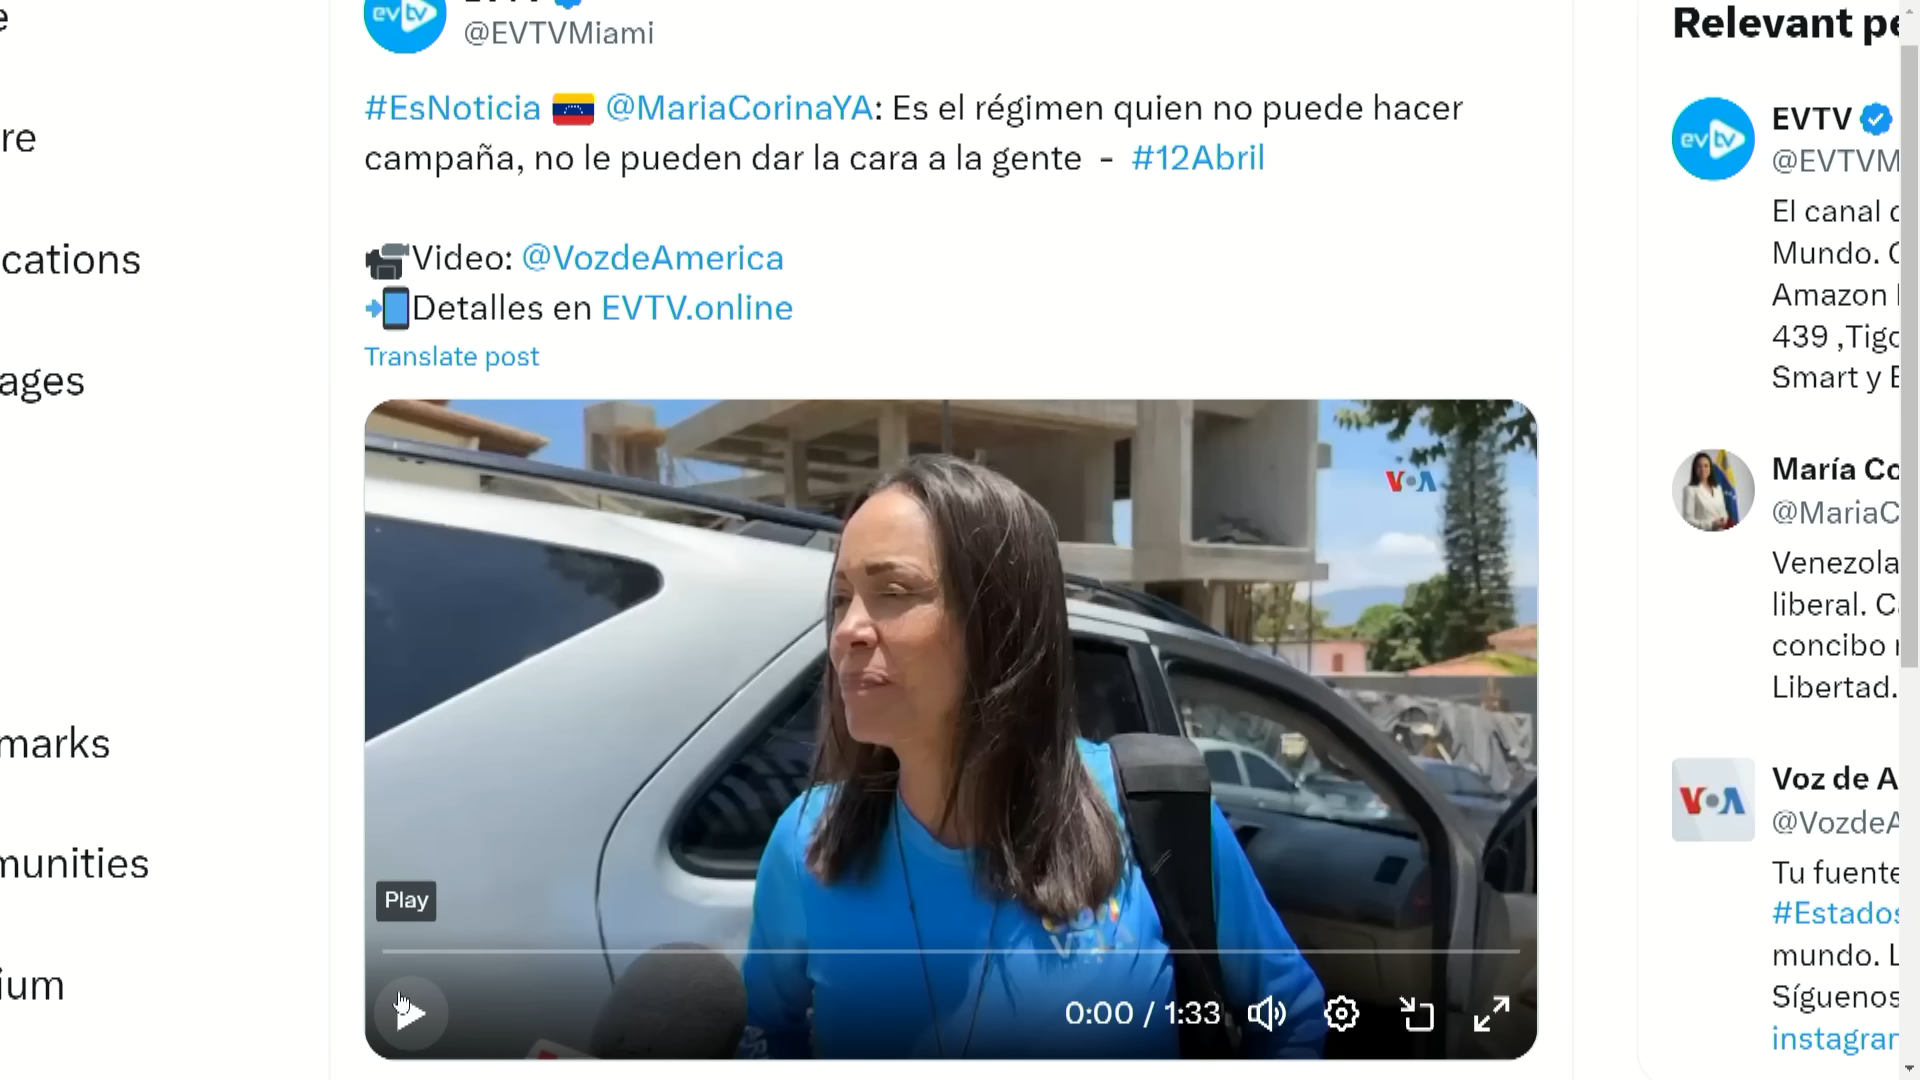 @EVTVMiami
#EsNoticia @MariaCorinaYA: Es el régimen quien no puede hacer
campaña, no le pueden dar la cara a la gente - #12Abril
Video: @VozdeAmerica
Detalles en EVTV.online
Translate post
VOA
Play
0:00 / 1:33
re
cations
ages
marks
munities
ium
Relevant pe
evtv
EVTV
@EVTVM
El canal
Mundo.
Amazon
439 ,Tigo
Smart y E
María Co
@MariaC
Venezola
liberal. C
concibo
Libertad.
VOA
Voz de A
@VozdeA
Tu fuente
#Estados
mundo. L
Síguenos
instagram